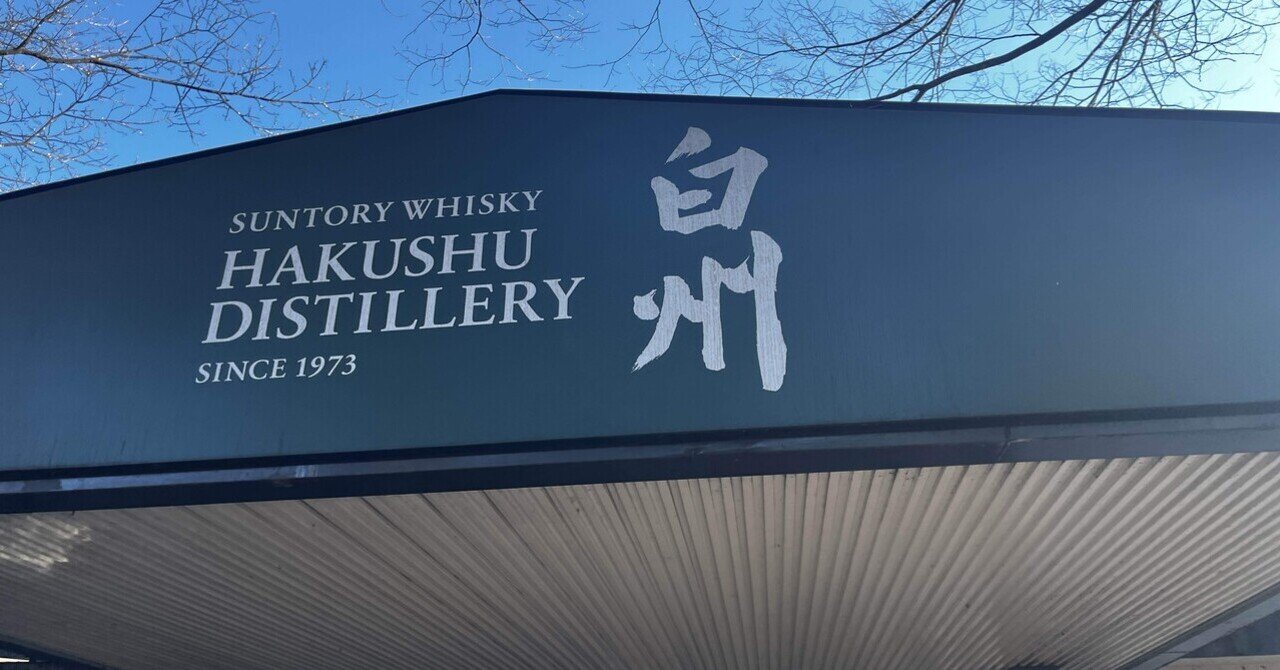 SUNTORY WHISKY
HAKUSHU
DISTILLERY
SINCE 1973
白州